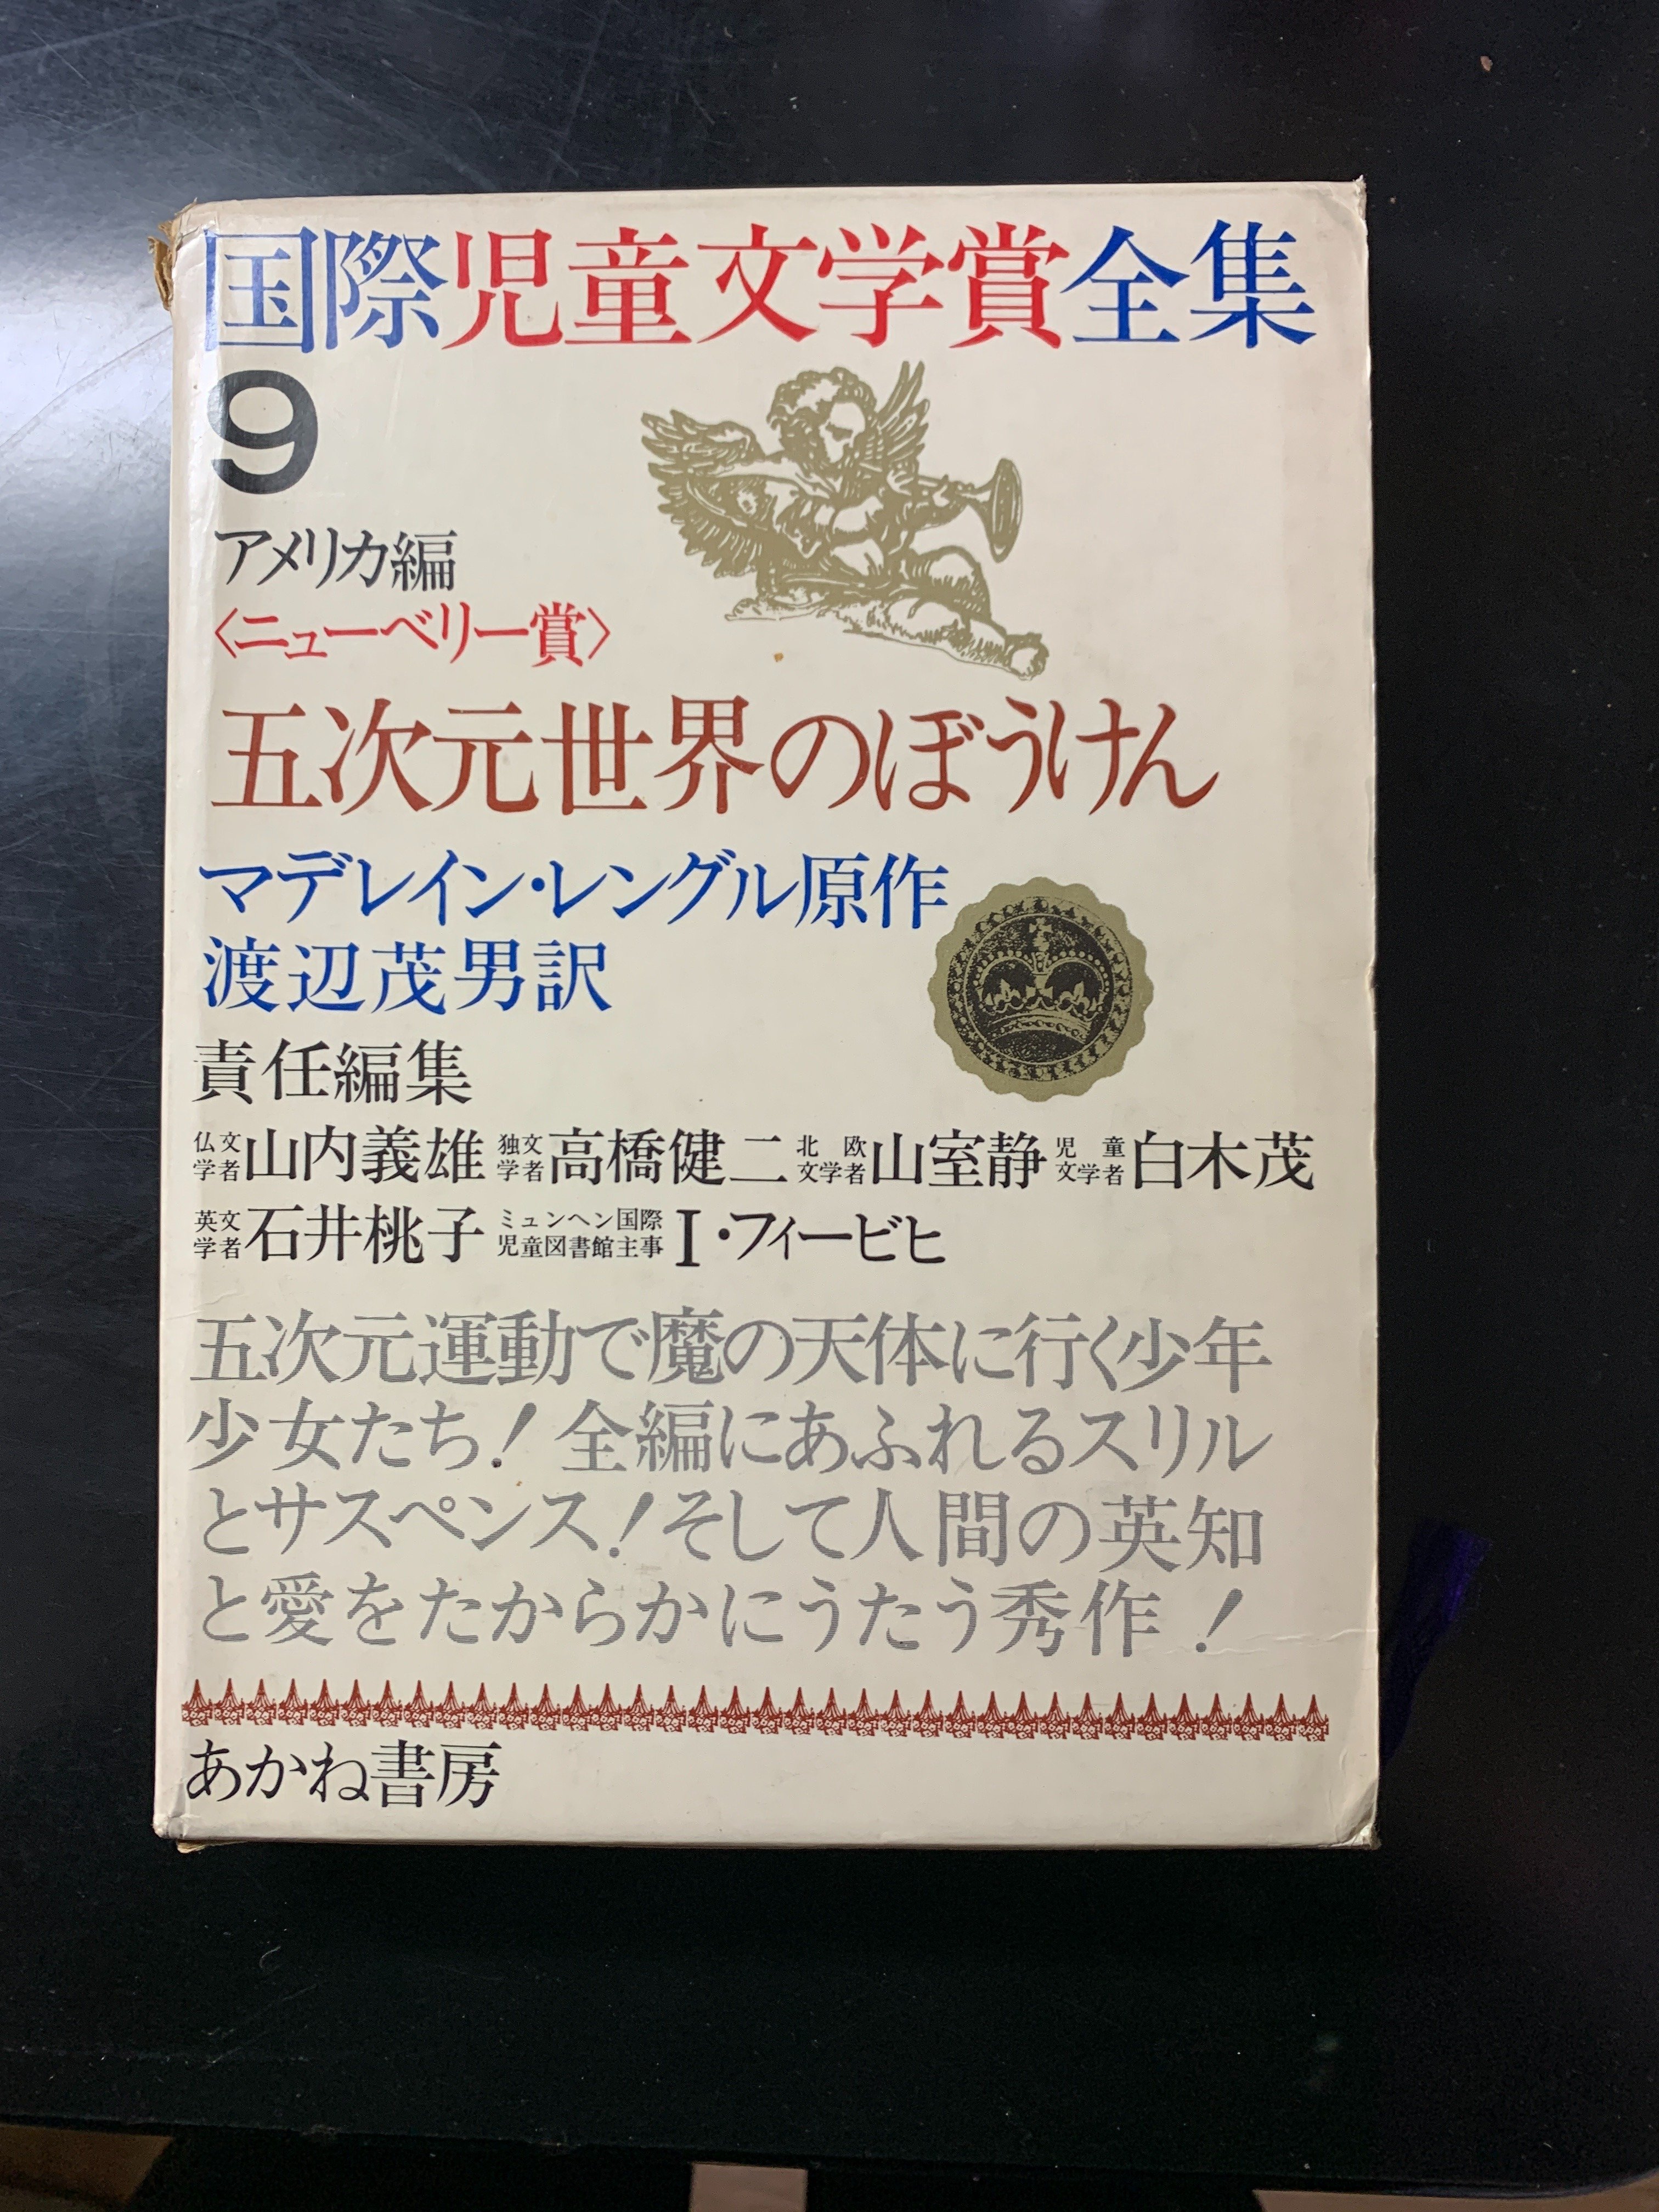 国際児童文学賞全集
9
アメリカ編
〈ニューベリー賞〉
五次元世界のぼうけん
マデレイン・レングル原作
渡辺茂男訳
責任編集
仏文学者山内義雄 独文学者高橋健二 北欧文学者山室静 児童文学者白木茂
英文学者石井桃子 ミュンヘン国際児童図書館主事I・フィービヒ
五次元運動で魔の天体に行く少年
少女たち!全編にあふれるスリル
とサスペンス!そして人間の英知
と愛をたからかにうたう秀作!
あかね書房